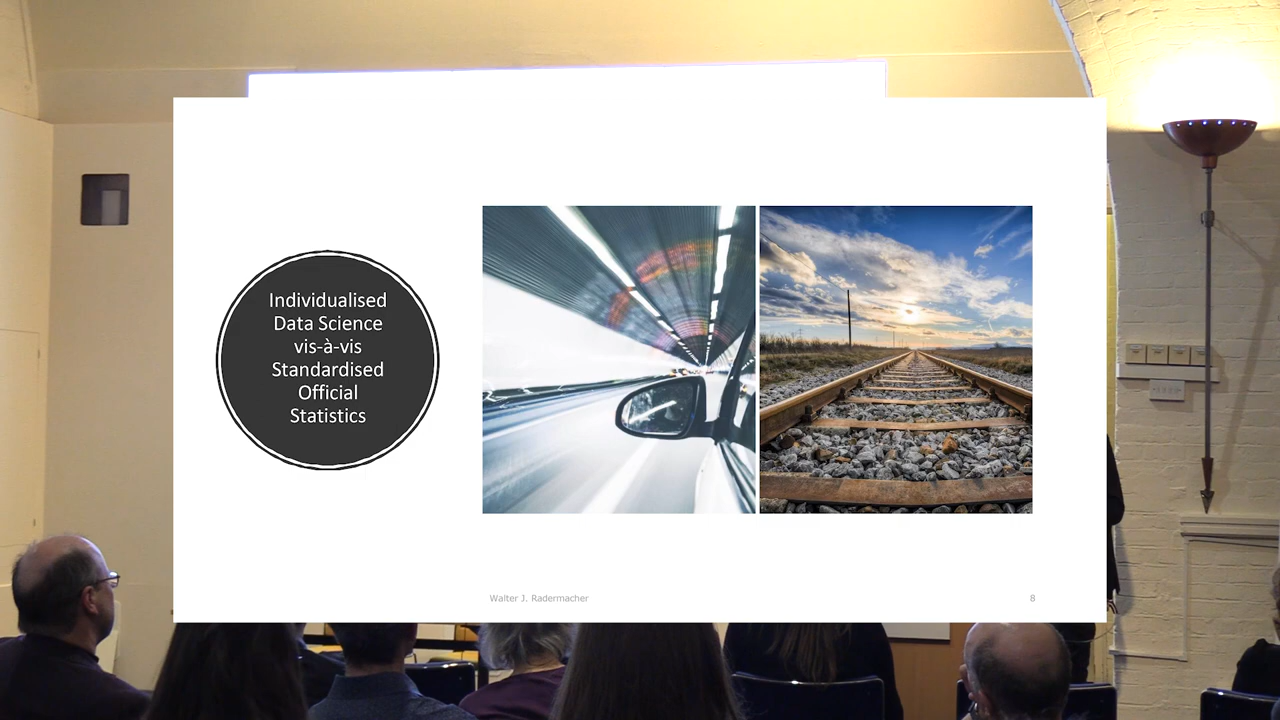 Individualised
Data Science
vis-à-vis
Standardised
Official
Statistics
Walter J. Radermacher
8